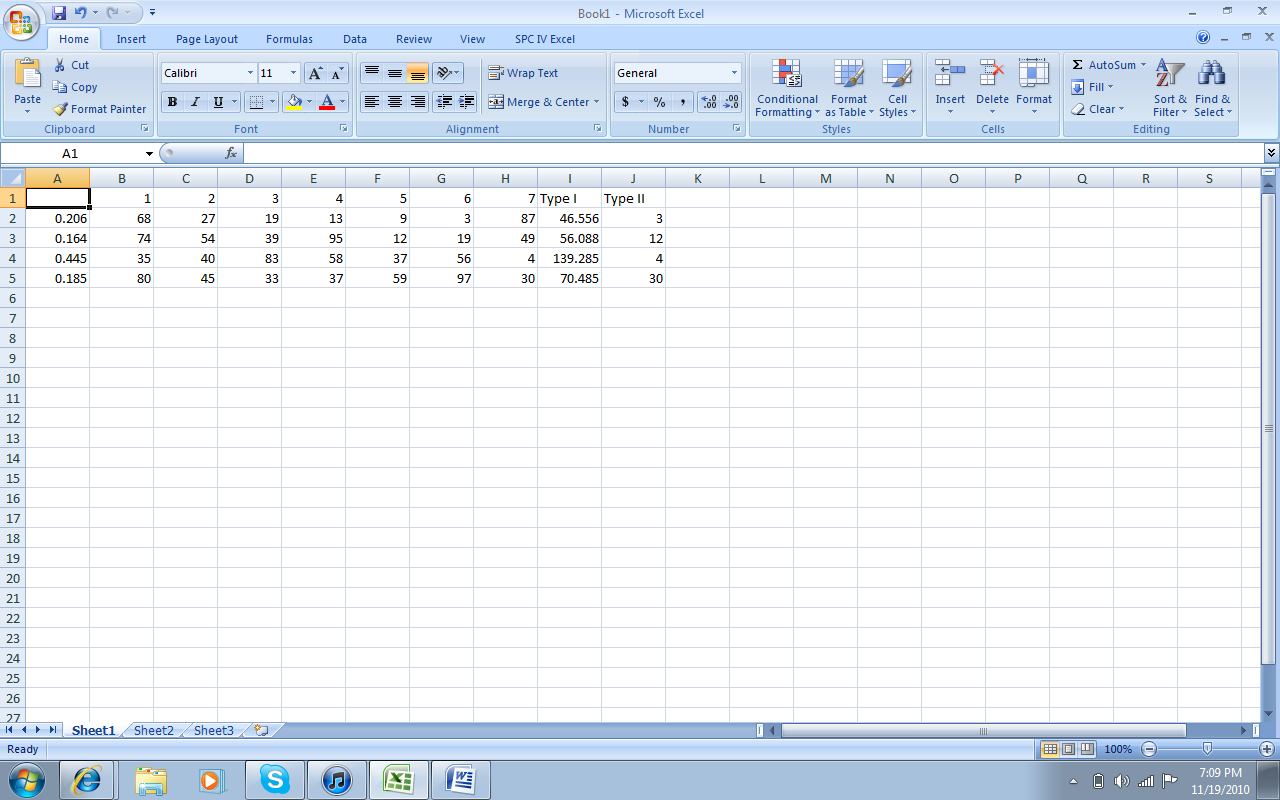 Book1 - Microsoft Excel
Home Insert Page Layout Formulas Data Review View SPC IV Excel
Paste Cut Copy Format Painter
Clipboard
Calibri 11 A A
B I U A
Font
Wrap Text
Merge & Center
Alignment
General
$ % , .00 .0
Number
Conditional Formatting Format as Table Cell Styles
Styles
Insert Delete Format
Cells
Σ AutoSum Fill Clear Sort & Filter Find & Select
Editing
A1 fx
A B C D E F G H I J K L M N O P Q R S
1 1 2 3 4 5 6 7 Type I Type II
2 0.206 68 27 19 13 9 3 87 46.556 3
3 0.164 74 54 39 95 12 19 49 56.088 12
4 0.445 35 40 83 58 37 56 4 139.285 4
5 0.185 80 45 33 37 59 97 30 70.485 30
6
7
8
9
10
11
12
13
14
15
16
17
18
19
20
21
22
23
24
25
26
27
Sheet1 Sheet2 Sheet3
Ready 100%
7:09 PM
11/19/2010